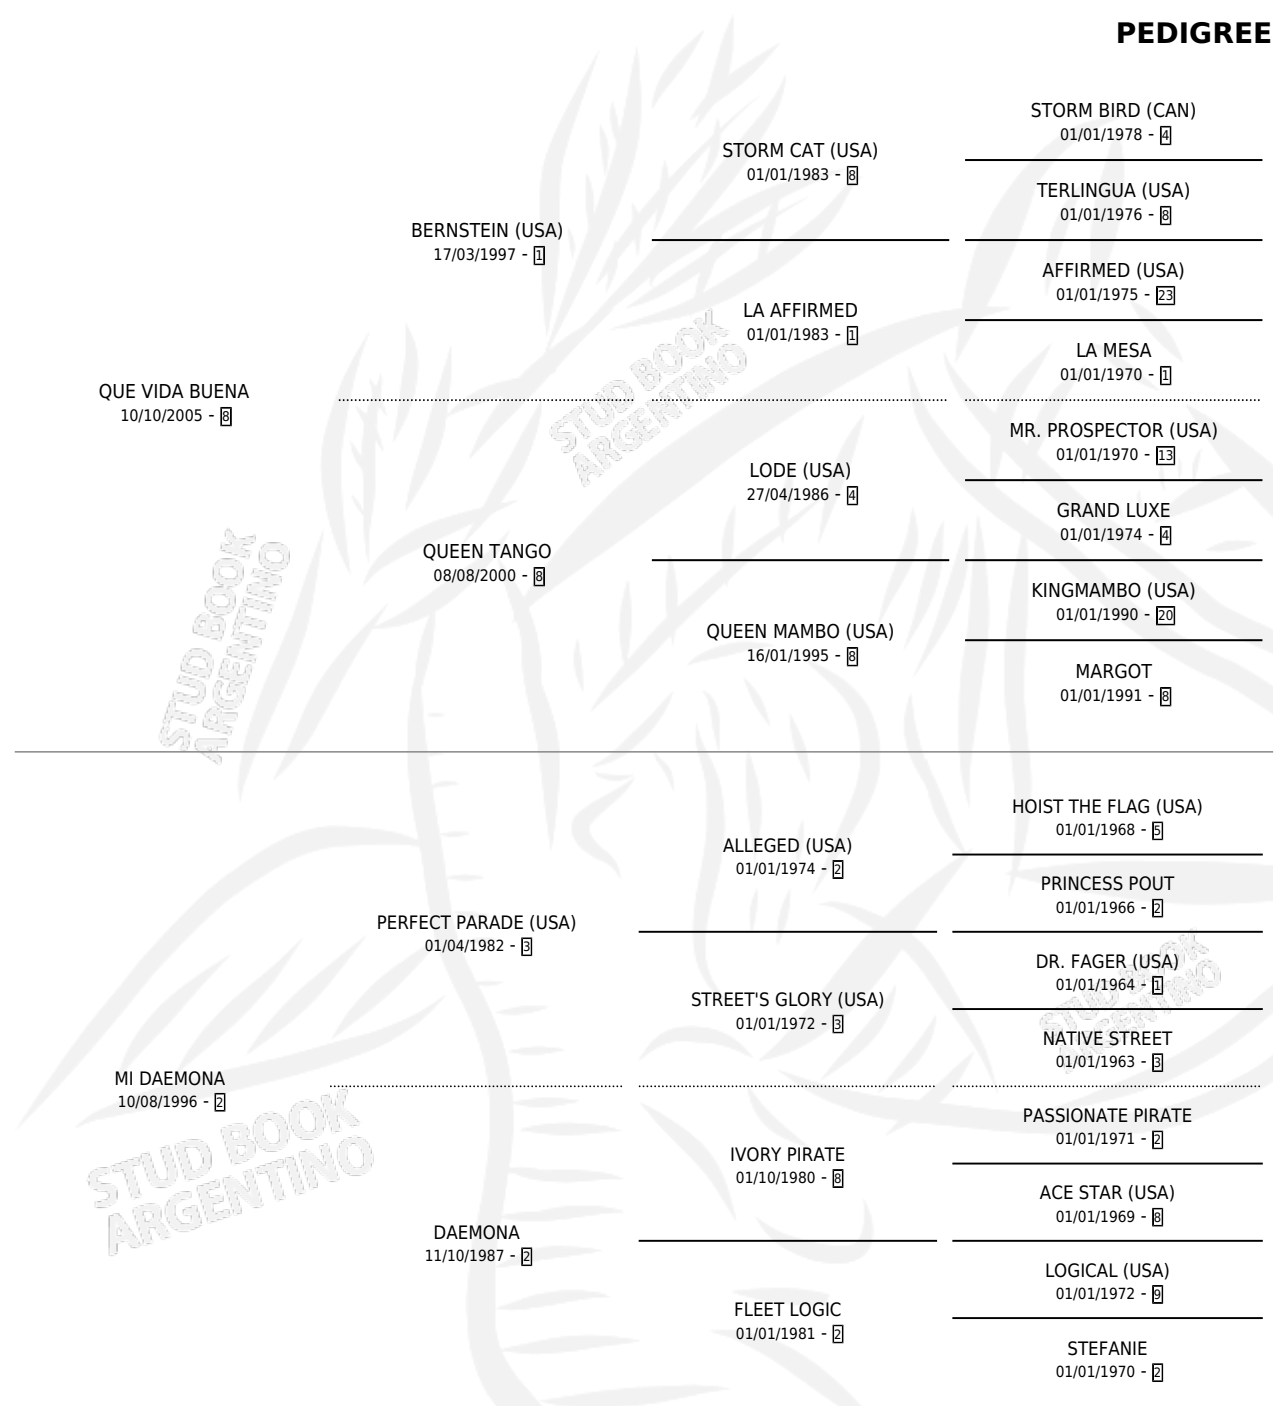 PEDIGREE
STORM BIRD (CAN)
01/01/1978 - 4
STORM CAT (USA)
01/01/1983 - 8
TERLINGUA (USA)
01/01/1976 - 8
BERNSTEIN (USA)
17/03/1997 - 1
AFFIRMED (USA)
01/01/1975 - 23
LA AFFIRMED
01/01/1983 - 1
LA MESA
01/01/1970 - 1
QUE VIDA BUENA
10/10/2005 - 8
MR. PROSPECTOR (USA)
01/01/1970 - 13
LODE (USA)
27/04/1986 - 4
GRAND LUXE
01/01/1974 - 4
QUEEN TANGO
08/08/2000 - 8
KINGMAMBO (USA)
01/01/1990 - 20
QUEEN MAMBO (USA)
16/01/1995 - 8
MARGOT
01/01/1991 - 8
HOIST THE FLAG (USA)
01/01/1968 - 5
ALLEGED (USA)
01/01/1974 - 2
PRINCESS POUT
01/01/1966 - 2
PERFECT PARADE (USA)
01/04/1982 - 3
DR. FAGER (USA)
01/01/1964 - 1
STREET'S GLORY (USA)
01/01/1972 - 3
NATIVE STREET
01/01/1963 - 3
MI DAEMONA
10/08/1996 - 2
PASSIONATE PIRATE
01/01/1971 - 2
IVORY PIRATE
01/10/1980 - 8
ACE STAR (USA)
01/01/1969 - 8
DAEMONA
11/10/1987 - 2
LOGICAL (USA)
01/01/1972 - 9
FLEET LOGIC
01/01/1981 - 2
STEFANIE
01/01/1970 - 2
STUD BOOK
ARGENTINO
STUD BOOK
ARGENTINO
STUD BOOK
ARGENTINO
STUD BOOK
ARGENTINO